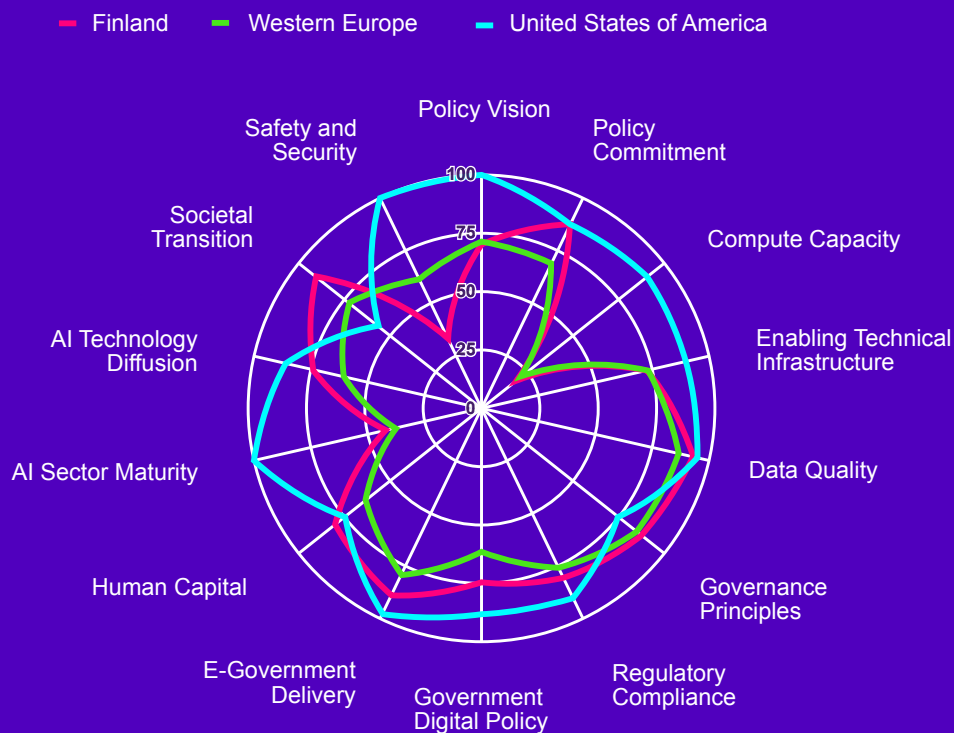 Finland
Western Europe
United States of America
Policy Vision
Policy
Commitment
Compute Capacity
Enabling Technical
Infrastructure
Data Quality
Governance
Principles
Regulatory
Compliance
Government
Digital Policy
E-Government
Delivery
Human Capital
AI Sector Maturity
AI Technology
Diffusion
Societal
Transition
Safety and
Security
100
75
50
25
0